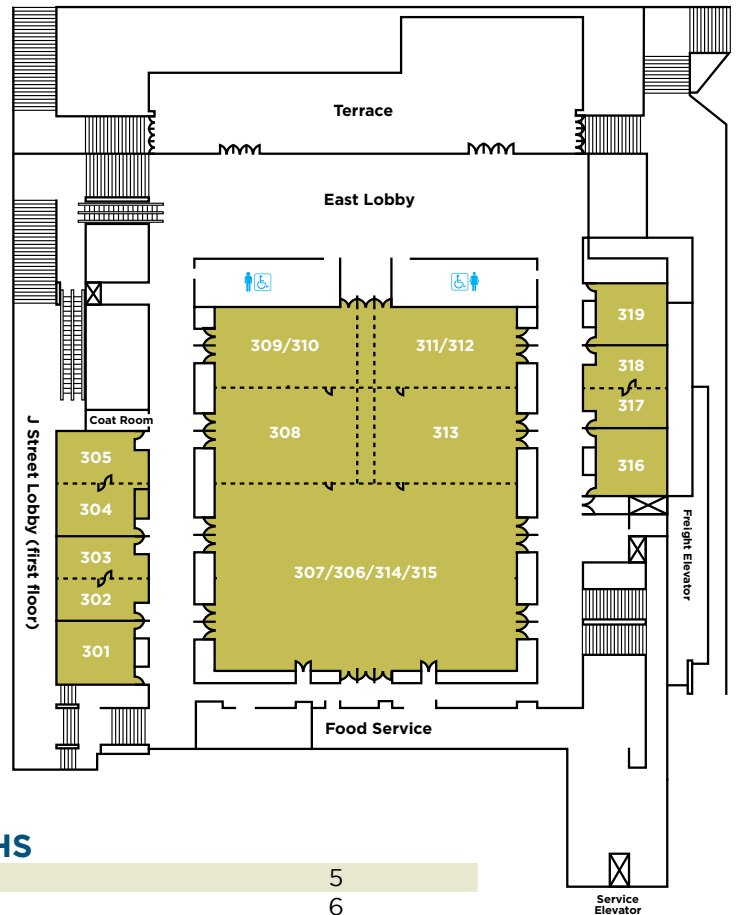 Terrace
East Lobby
309/310
311/312
319
318
317
308
313
316
Coat Room
305
304
303
302
301
J Street Lobby (first floor)
307/306/314/315
Freight Elevator
Food Service
HS
5
6
Service
Elevator